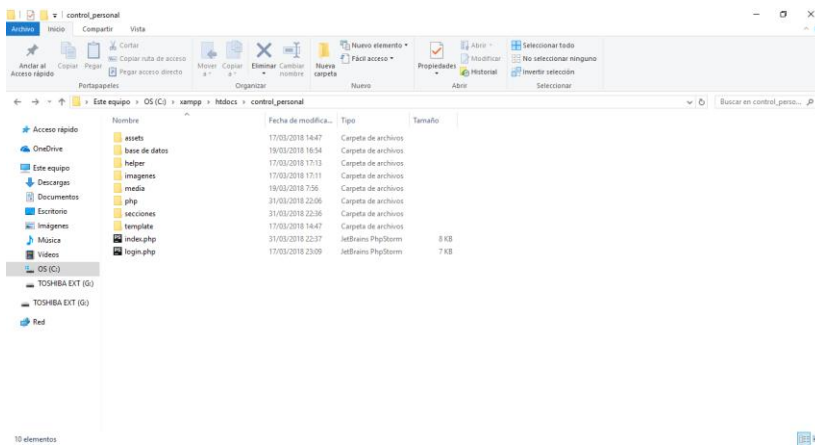 control_personal
Archivo Inicio Compartir Vista
Anclar al Acceso rápido
Copiar
Pegar
Cortar
Copiar ruta de acceso
Pegar acceso directo
Mover a
Copiar a
Eliminar
Cambiar nombre
Nueva carpeta
Nuevo elemento
Fácil acceso
Propiedades
Abrir
Modificar
Historial
Seleccionar todo
No seleccionar ninguno
Invertir selección
Portapapeles Organizar Nuevo Abrir Seleccionar
Este equipo > OS (C:) > xampp > htdocs > control_personal
Buscar en control_perso...
Acceso rápido
OneDrive
Este equipo
Descargas
Documentos
Escritorio
Imágenes
Música
Vídeos
OS (C:)
TOSHIBA EXT (G:)
TOSHIBA EXT (G:)
Red
Nombre Fecha de modifica... Tipo Tamaño
assets 17/03/2018 14:47 Carpeta de archivos
base de datos 19/03/2018 16:54 Carpeta de archivos
helper 17/03/2018 17:13 Carpeta de archivos
imagenes 17/03/2018 17:11 Carpeta de archivos
media 19/03/2018 7:56 Carpeta de archivos
php 31/03/2018 22:06 Carpeta de archivos
secciones 31/03/2018 22:36 Carpeta de archivos
template 17/03/2018 14:47 Carpeta de archivos
index.php 31/03/2018 22:37 JetBrains PhpStorm 8 KB
login.php 17/03/2018 23:09 JetBrains PhpStorm 7 KB
10 elementos